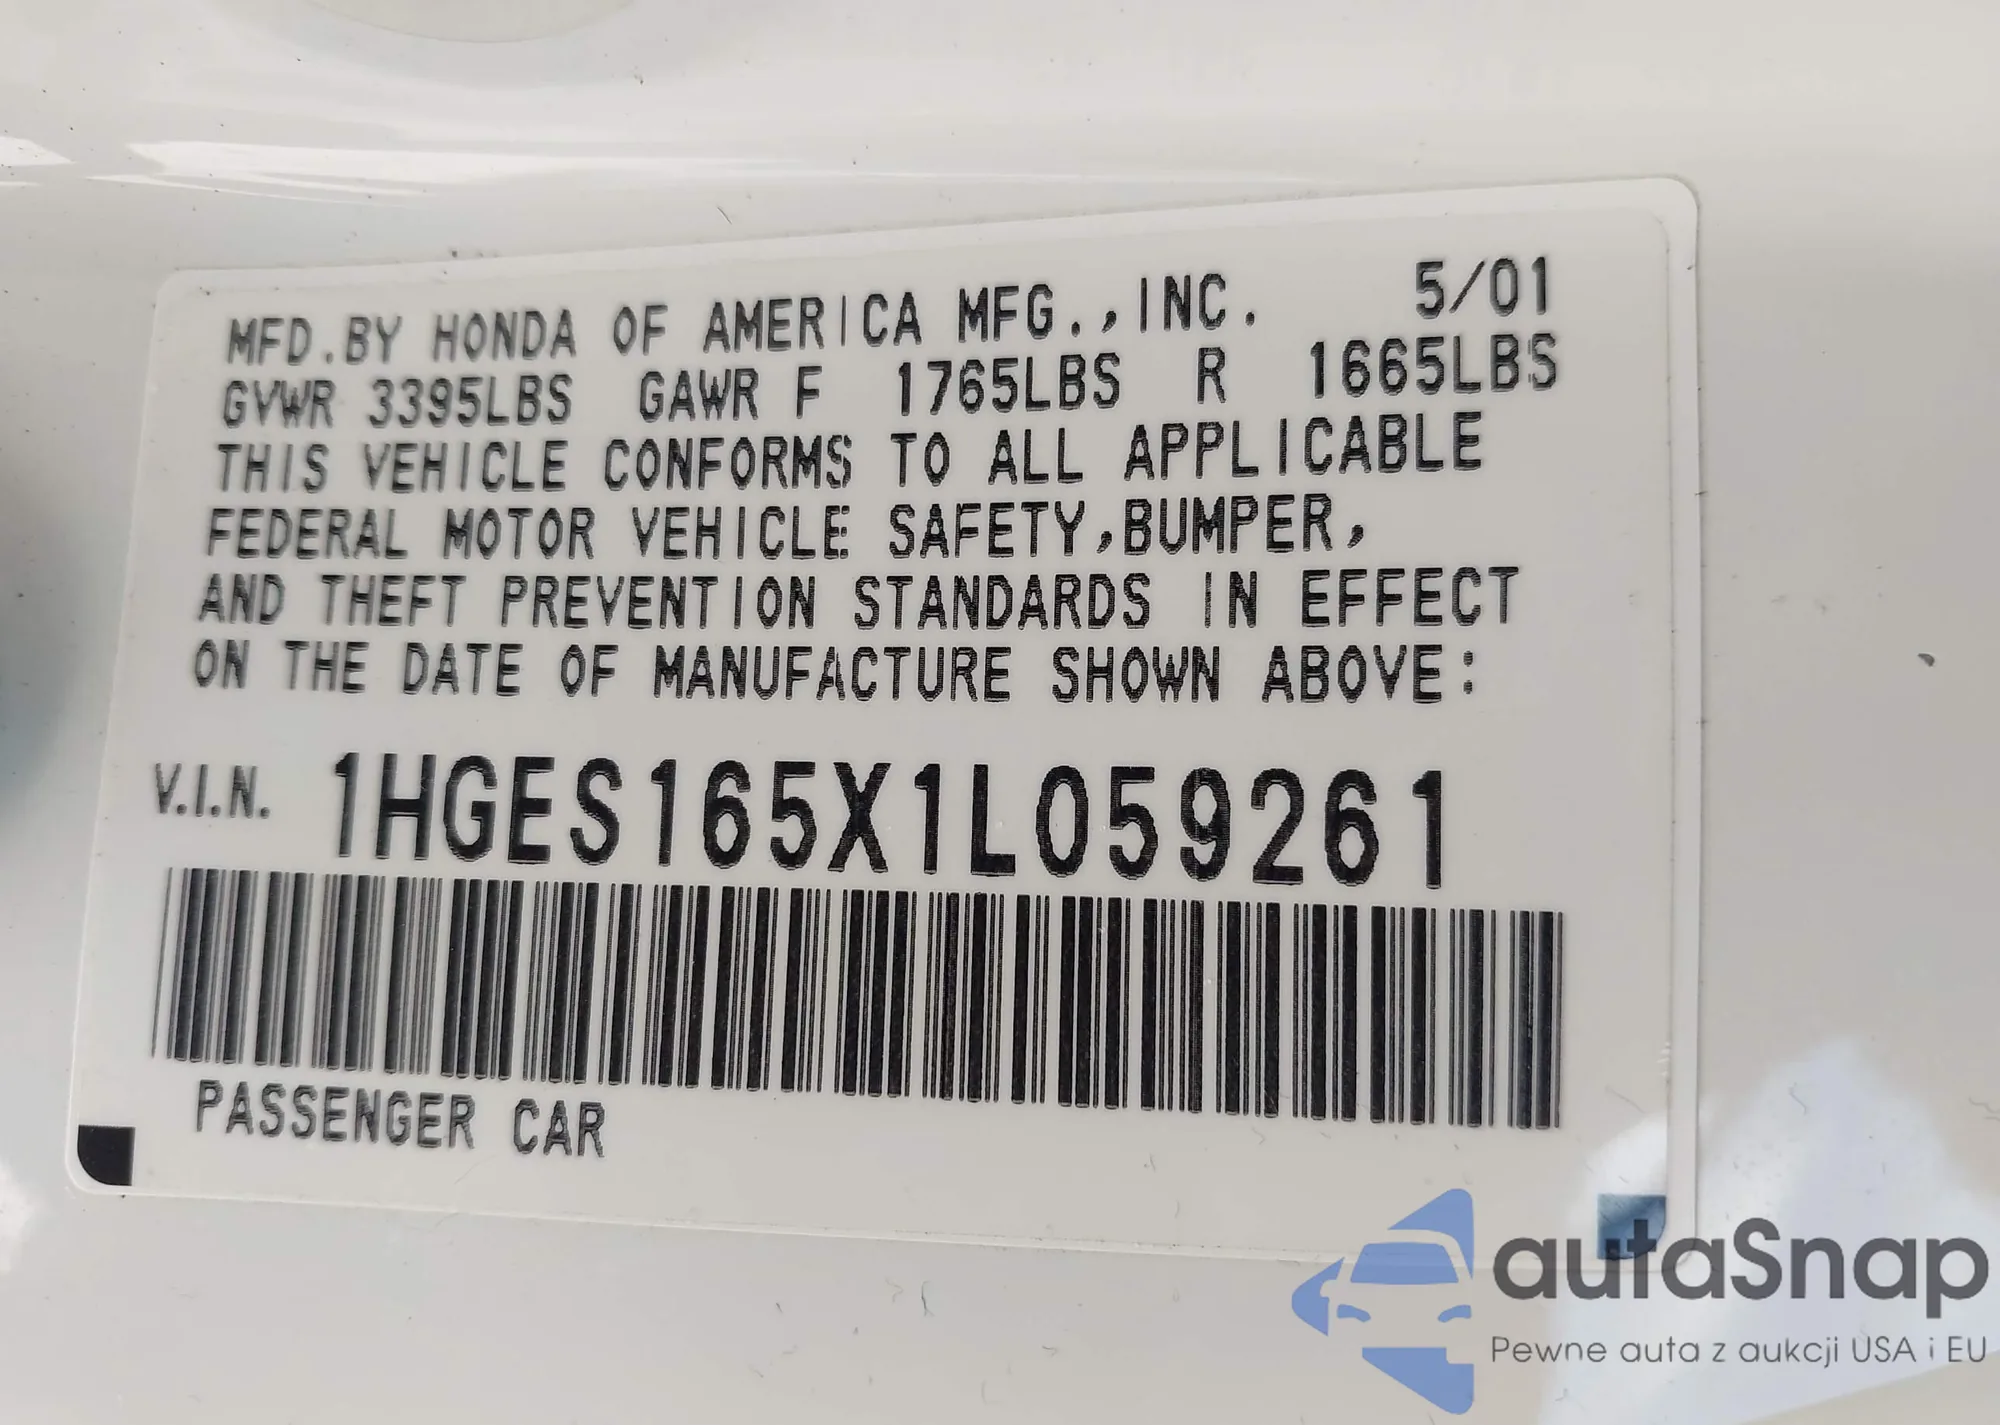 MFD.BY HONDA OF AMERICA MFG.,INC. 5/01
GVWR 3395LBS GAWR F 1765LBS R 1665LBS
THIS VEHICLE CONFORMS TO ALL APPLICABLE
FEDERAL MOTOR VEHICLE SAFETY,BUMPER,
AND THEFT PREVENTION STANDARDS IN EFFECT
ON THE DATE OF MANUFACTURE SHOWN ABOVE:
V.I.N. 1HGES165X1L059261
PASSENGER CAR
autaSnap
Pewne auta z aukcji USA i EU